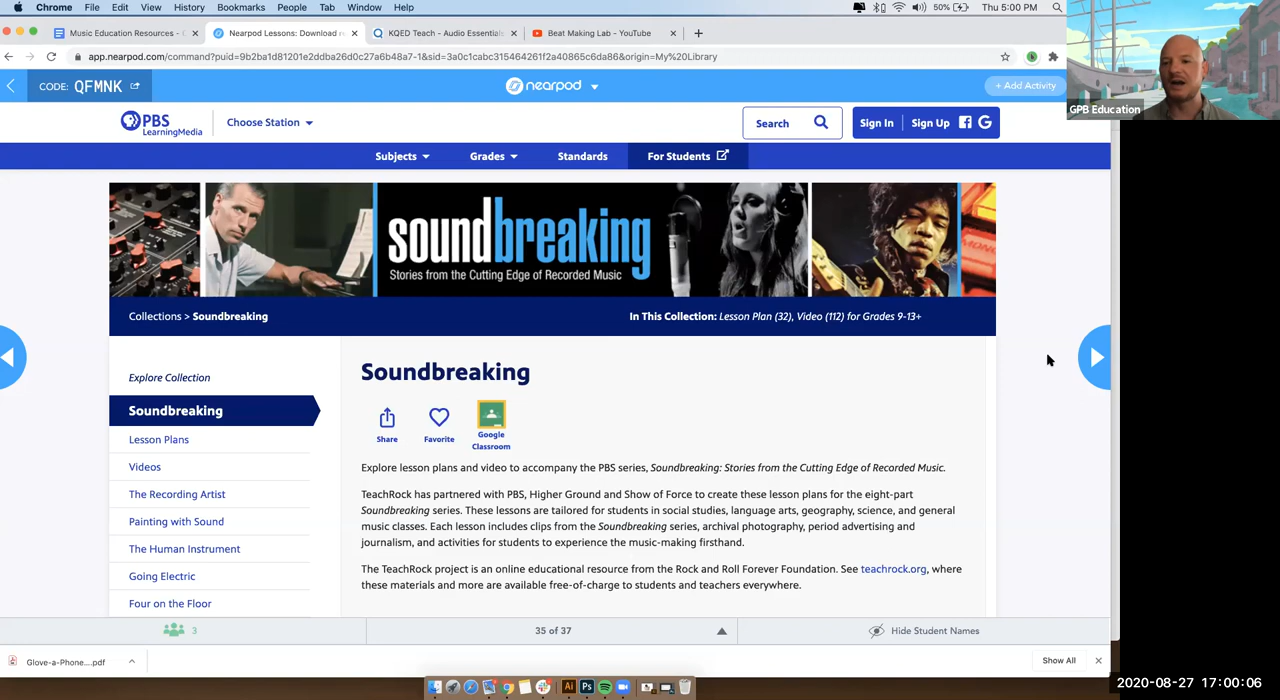 Chrome File Edit View History Bookmarks People Tab Window Help 50% Thu 5:00 PM
Music Education Resources - G × Nearpod Lessons: Download re × KQED Teach - Audio Essentials × Beat Making Lab - YouTube × +
app.nearpod.com/command?puid=9b2ba1d81201e2ddba26d0c27a6b48a7-1&sid=3a0c1cabc315464261f2a40865c6da86&origin=My%20Library
CODE: QFMNK nearpod + Add Activity
GPB Education
PBS LearningMedia Choose Station Search Sign In Sign Up
Subjects Grades Standards For Students
soundbreaking
Stories from the Cutting Edge of Recorded Music
Collections > Soundbreaking In This Collection: Lesson Plan (32), Video (112) for Grades 9-13+
Explore Collection
Soundbreaking
Lesson Plans
Videos
The Recording Artist
Painting with Sound
The Human Instrument
Going Electric
Four on the Floor
Soundbreaking
Share Favorite Google Classroom
Explore lesson plans and video to accompany the PBS series, Soundbreaking: Stories from the Cutting Edge of Recorded Music.
TeachRock has partnered with PBS, Higher Ground and Show of Force to create these lesson plans for the eight-part
Soundbreaking series. These lessons are tailored for students in social studies, language arts, geography, science, and general
music classes. Each lesson includes clips from the Soundbreaking series, archival photography, period advertising and
journalism, and activities for students to experience the music-making firsthand.
The TeachRock project is an online educational resource from the Rock and Roll Forever Foundation. See teachrock.org, where
these materials and more are available free-of-charge to students and teachers everywhere.
3 35 of 37 Hide Student Names
Glove-a-Phone....pdf Show All ×
Ai Ps
2020-08-27 17:00:06